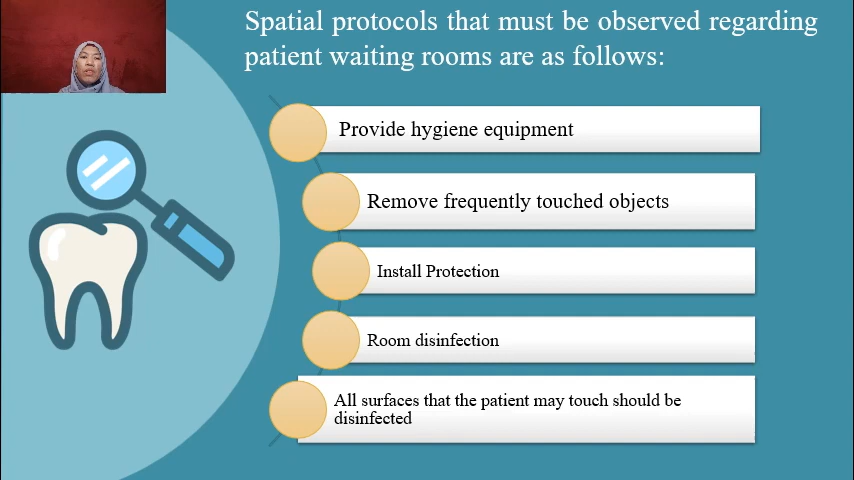 Spatial protocols that must be observed regarding
patient waiting rooms are as follows:
Provide hygiene equipment
Remove frequently touched objects
Install Protection
Room disinfection
All surfaces that the patient may touch should be
disinfected